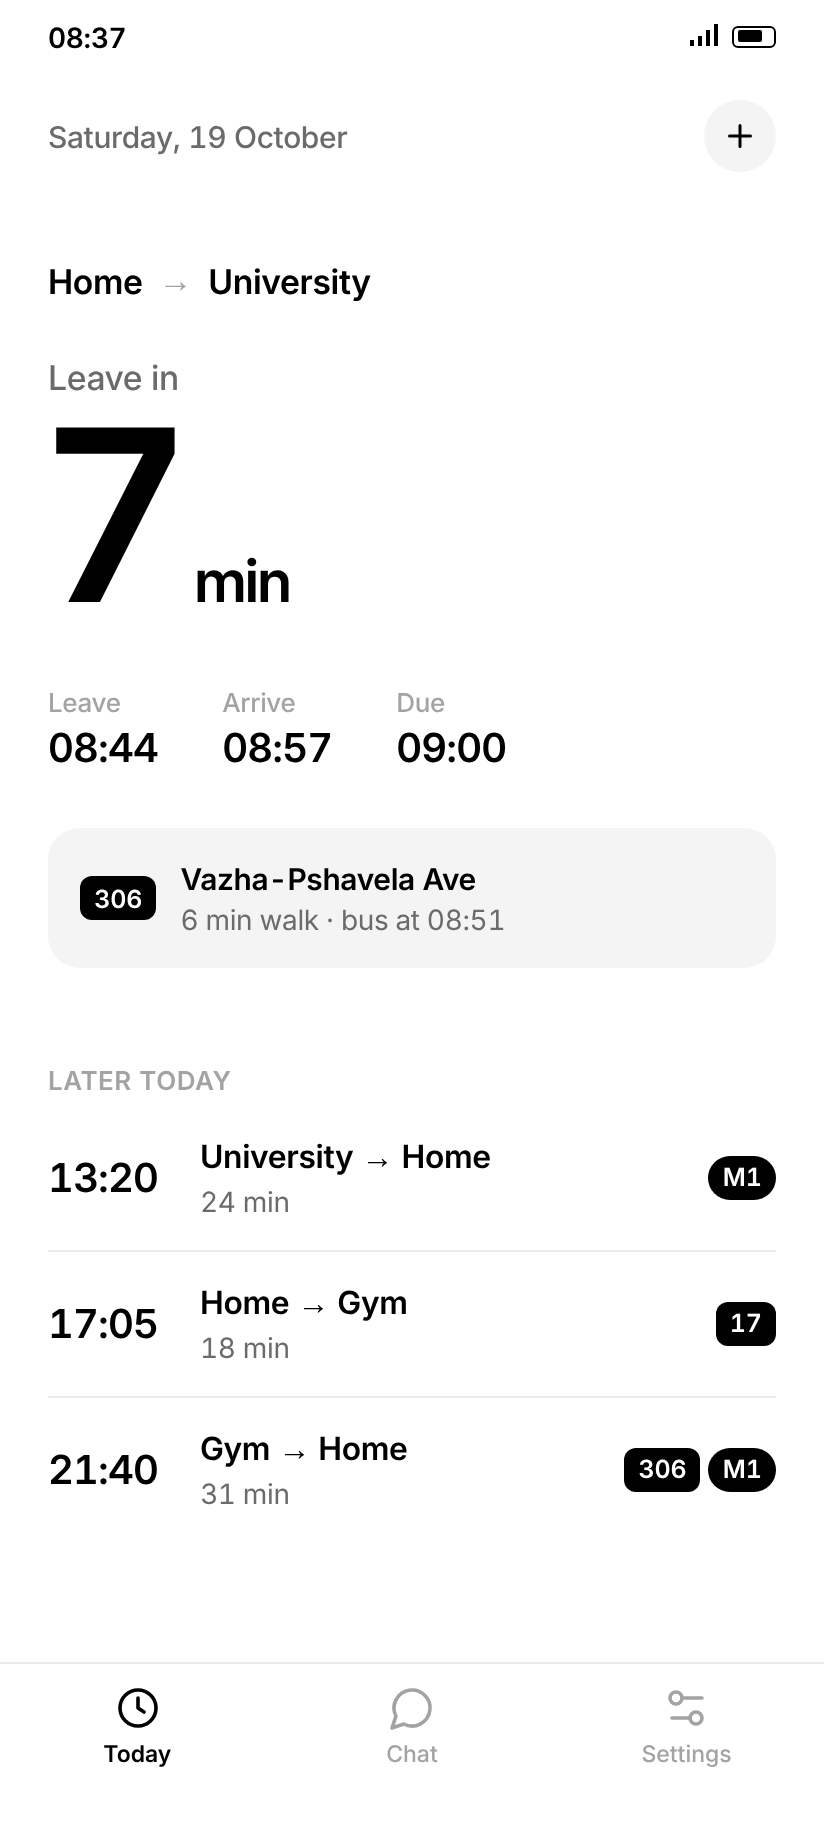 08:37
Saturday, 19 October
Home → University
Leave in
7 min
Leave Arrive Due
08:44 08:57 09:00
306
Vazha-Pshavela Ave
6 min walk · bus at 08:51
LATER TODAY
13:20
University → Home
24 min
M1
17:05
Home → Gym
18 min
17
21:40
Gym → Home
31 min
306 M1
Today Chat Settings